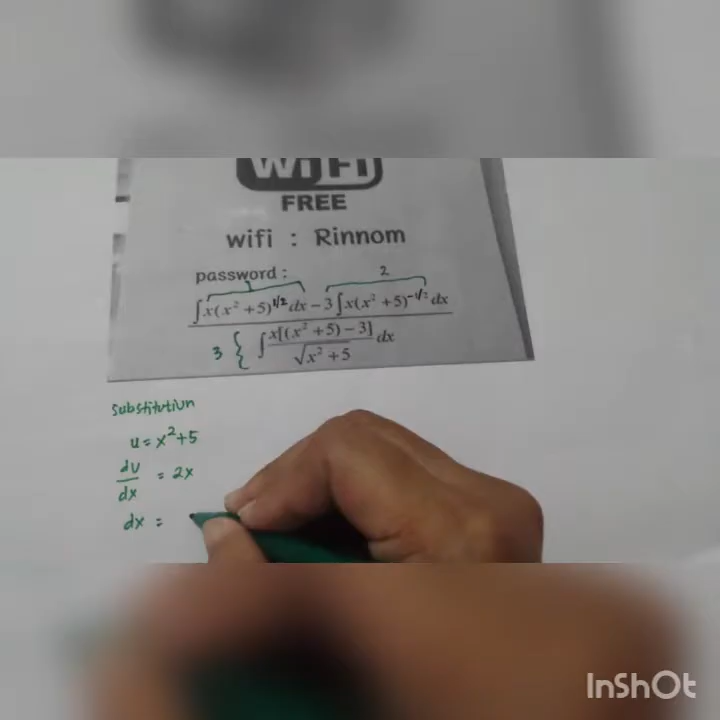 WiFi
FREE
wifi : Rinnom
password :
1 2
∫x(x² +5)^1/2 dx – 3∫x(x² +5)^-1/2 dx
3 { ∫ x[(x² +5) – 3] / √x² +5 dx
substitution
u = x²+5
du/dx = 2x
dx =
InShOt